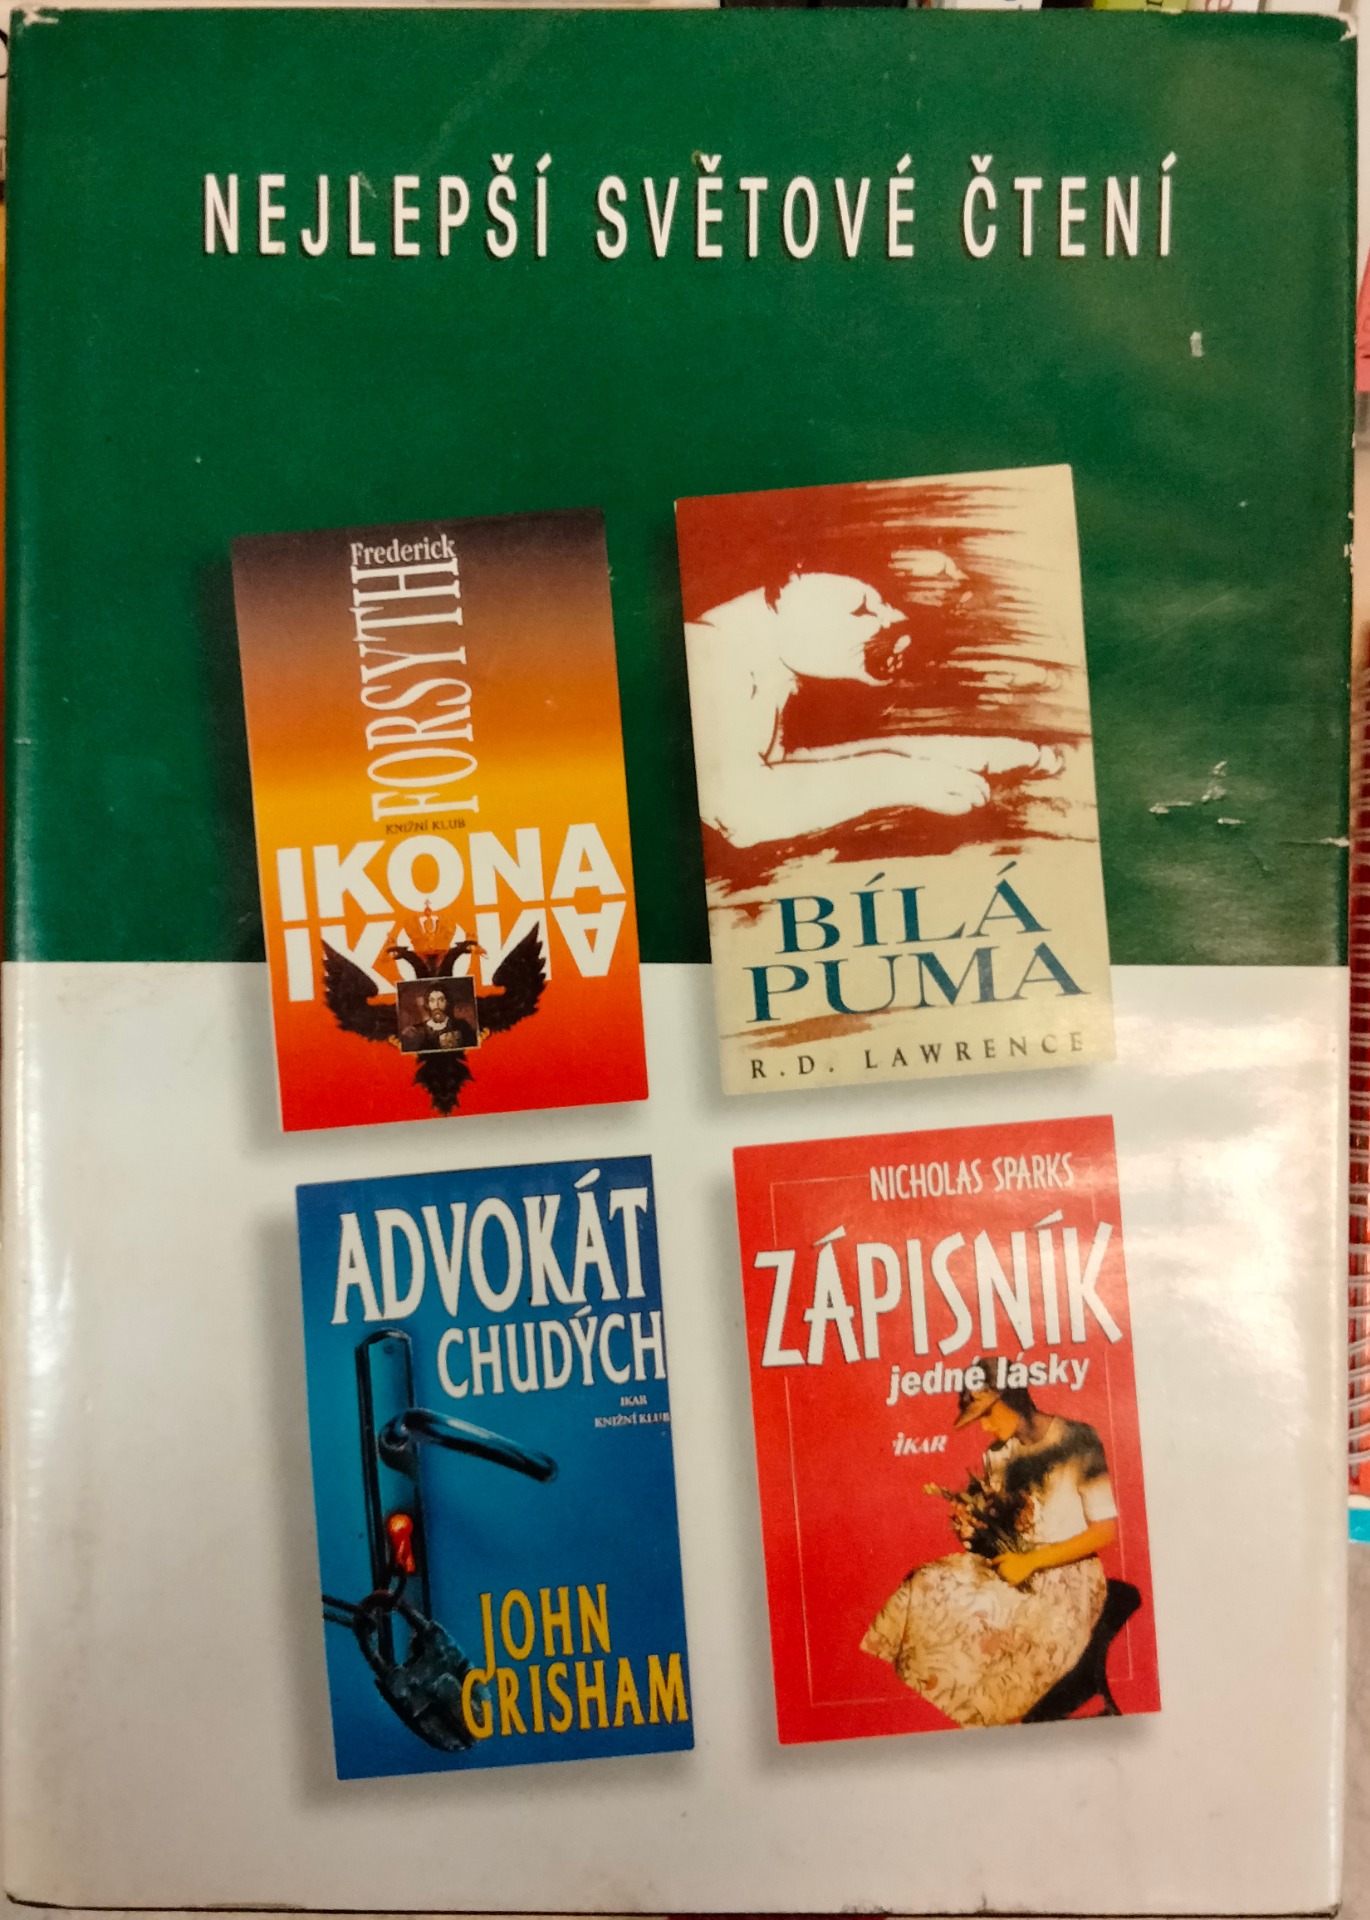 NEJLEPŠÍ SVĚTOVÉ ČTENÍ
Frederick
FORSYTH
KNIŽNÍ KLUB
IKONA
IKONA
BÍLÁ
PUMA
R.D. LAWRENCE
ADVOKÁT
CHUDÝCH
IKAR
KNIŽNÍ KLUB
JOHN
GRISHAM
NICHOLAS SPARKS
ZÁPISNÍK
jedné lásky
IKAR